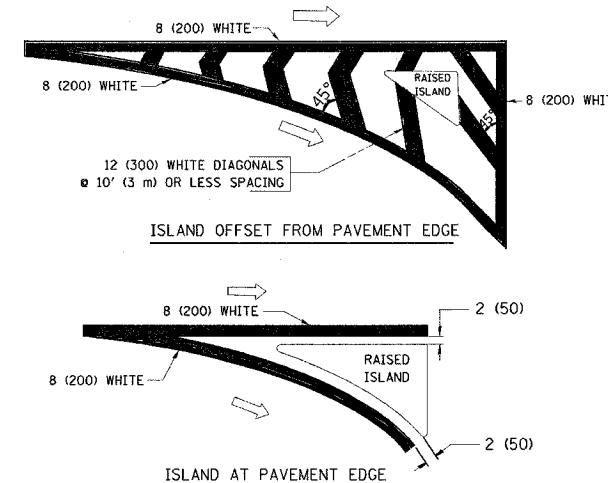 8 (200) WHITE
8 (200) WHITE
RAISED
ISLAND
45°
45°
8 (200) WHIT
12 (300) WHITE DIAGONALS
@ 10' (3 m) OR LESS SPACING
ISLAND OFFSET FROM PAVEMENT EDGE
8 (200) WHITE
2 (50)
RAISED
ISLAND
8 (200) WHITE
2 (50)
ISLAND AT PAVEMENT EDGE